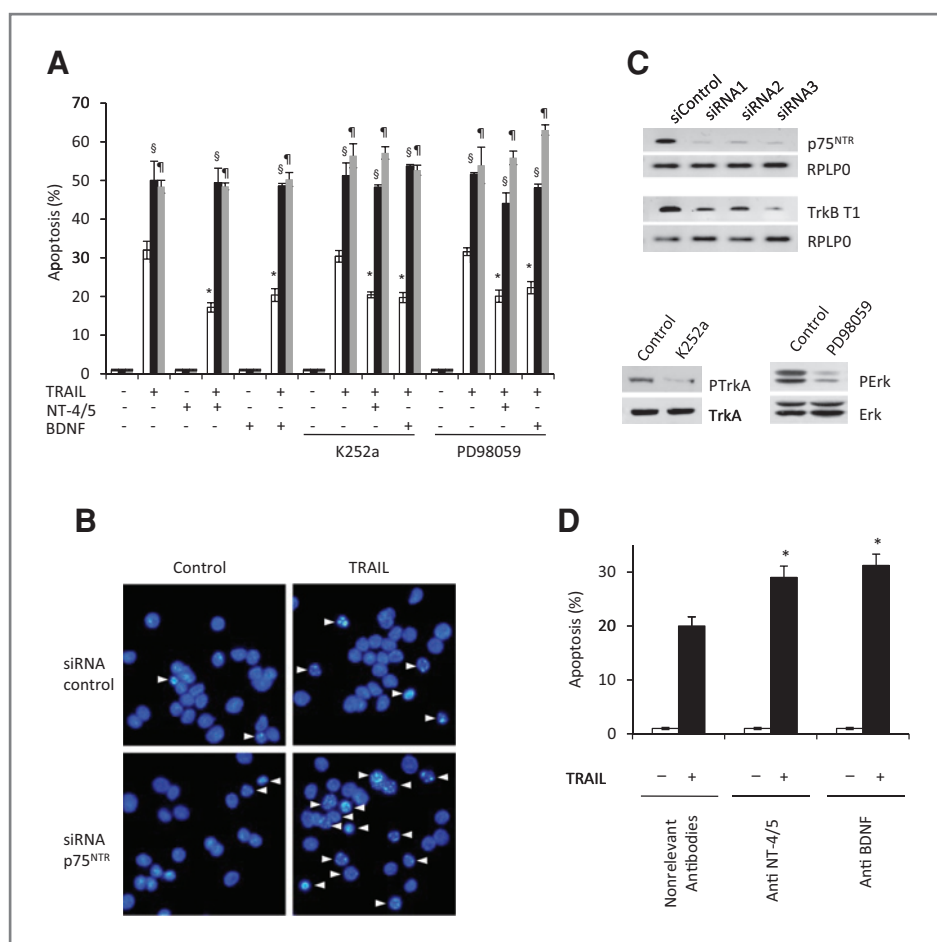 A
70
60
50
40
30
20
10
0
Apoptosis (%)
§ ¶ § ¶ § ¶ § ¶ § ¶ § ¶ § ¶ § ¶ § ¶
* * * * * *
TRAIL - + - + - + - + + + - + + +
NT-4/5 - - + + - - - - + - - - + -
BDNF - - - - + + - - - + - - - +
K252a PD98059
B
Control TRAIL
siRNA
control
siRNA
p75NTR
C
siControl siRNA1 siRNA2 siRNA3
p75NTR
RPLP0
TrkB T1
RPLP0
Control K252a
PTrkA
TrkA
Control PD98059
PErk
Erk
D
30
20
10
0
Apoptosis (%)
* *
TRAIL − + − + − +
Nonrelevant
Antibodies
Anti NT-4/5
Anti BDNF